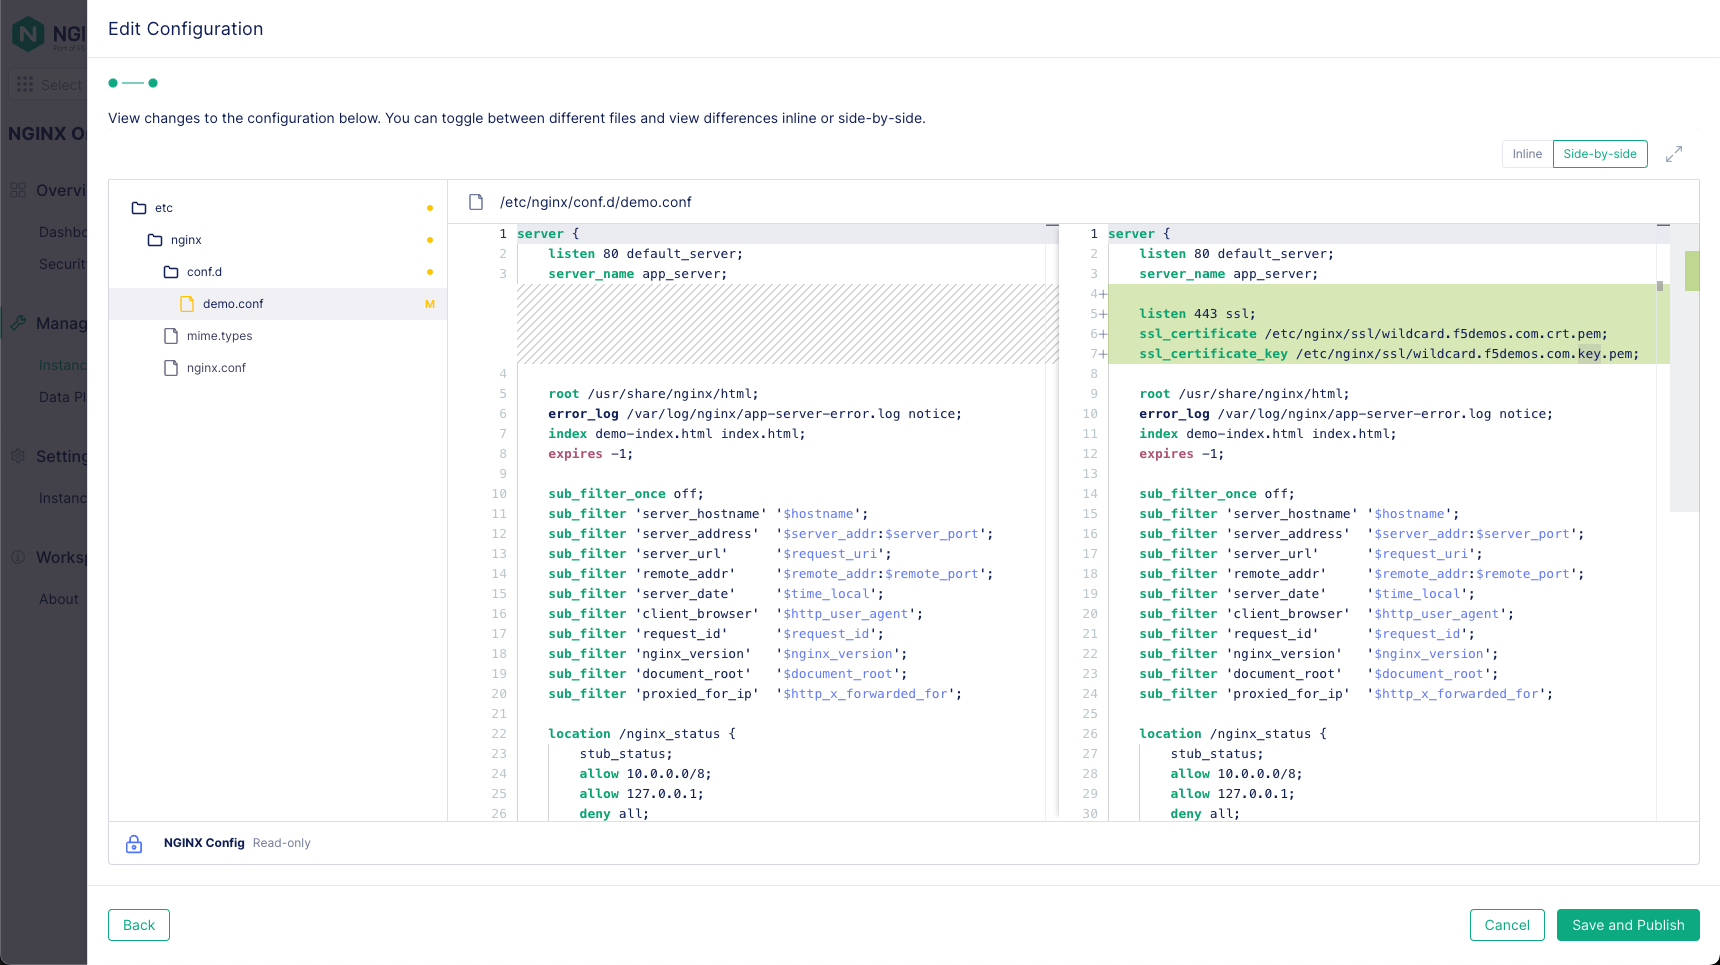 NGI
Edit Configuration
Select
View changes to the configuration below. You can toggle between different files and view differences inline or side-by-side.
NGINX O
Inline
Side-by-side
Overvi
Dashbo
Securit
Manag
Instanc
Data Pl
Setting
Instanc
Worksp
About
etc
nginx
conf.d
demo.conf M
mime.types
nginx.conf
/etc/nginx/conf.d/demo.conf
1 server {
2 listen 80 default_server;
3 server_name app_server;
4
5 root /usr/share/nginx/html;
6 error_log /var/log/nginx/app-server-error.log notice;
7 index demo-index.html index.html;
8 expires -1;
9
10 sub_filter_once off;
11 sub_filter 'server_hostname' '$hostname';
12 sub_filter 'server_address'  '$server_addr:$server_port';
13 sub_filter 'server_url'      '$request_uri';
14 sub_filter 'remote_addr'     '$remote_addr:$remote_port';
15 sub_filter 'server_date'     '$time_local';
16 sub_filter 'client_browser'  '$http_user_agent';
17 sub_filter 'request_id'      '$request_id';
18 sub_filter 'nginx_version'   '$nginx_version';
19 sub_filter 'document_root'   '$document_root';
20 sub_filter 'proxied_for_ip'  '$http_x_forwarded_for';
21
22 location /nginx_status {
23 stub_status;
24 allow 10.0.0.0/8;
25 allow 127.0.0.1;
26 deny all;
1 server {
2 listen 80 default_server;
3 server_name app_server;
4+
5+ listen 443 ssl;
6+ ssl_certificate /etc/nginx/ssl/wildcard.f5demos.com.crt.pem;
7+ ssl_certificate_key /etc/nginx/ssl/wildcard.f5demos.com.key.pem;
8
9 root /usr/share/nginx/html;
10 error_log /var/log/nginx/app-server-error.log notice;
11 index demo-index.html index.html;
12 expires -1;
13
14 sub_filter_once off;
15 sub_filter 'server_hostname' '$hostname';
16 sub_filter 'server_address'  '$server_addr:$server_port';
17 sub_filter 'server_url'      '$request_uri';
18 sub_filter 'remote_addr'     '$remote_addr:$remote_port';
19 sub_filter 'server_date'     '$time_local';
20 sub_filter 'client_browser'  '$http_user_agent';
21 sub_filter 'request_id'      '$request_id';
22 sub_filter 'nginx_version'   '$nginx_version';
23 sub_filter 'document_root'   '$document_root';
24 sub_filter 'proxied_for_ip'  '$http_x_forwarded_for';
25
26 location /nginx_status {
27 stub_status;
28 allow 10.0.0.0/8;
29 allow 127.0.0.1;
30 deny all;
NGINX Config Read-only
Back
Cancel
Save and Publish